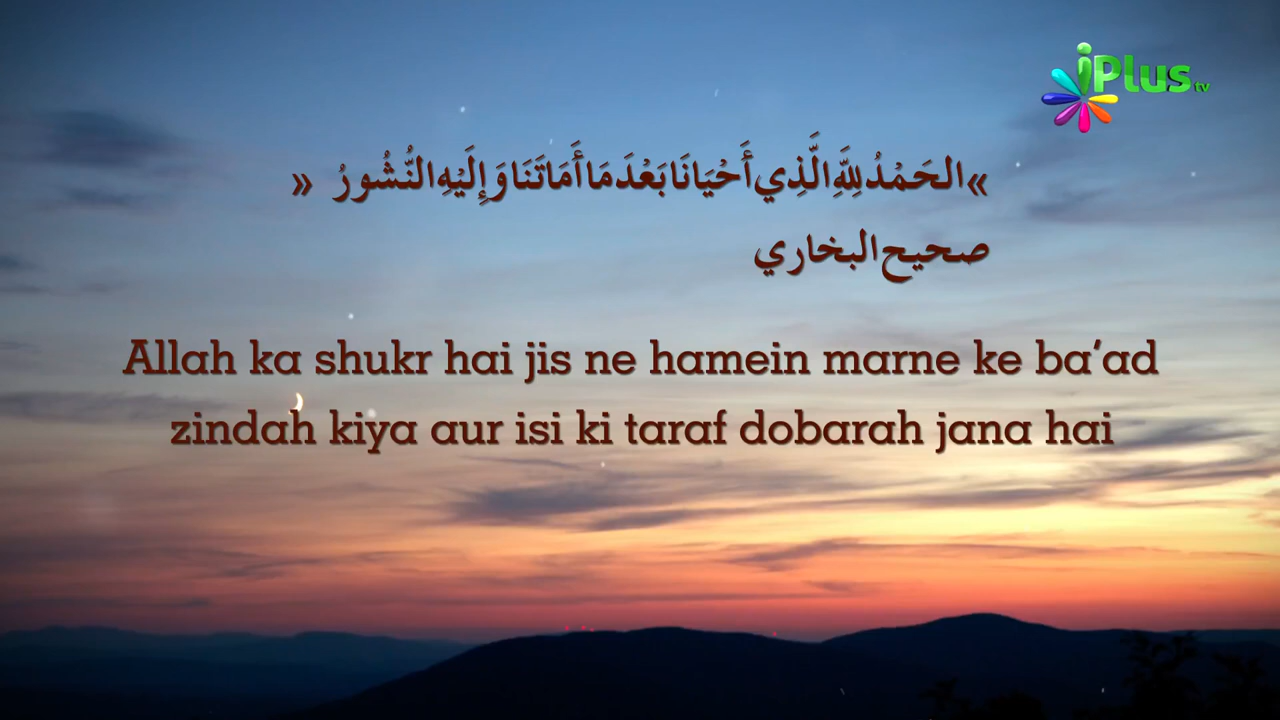 iPlus tv
»الحَمْدُ لِلَّهِ الَّذِي أَحْيَانَا بَعْدَ مَا أَمَاتَنَا وَإِلَيْهِ النُّشُورُ «
صحيح البخاري
Allah ka shukr hai jis ne hamein marne ke ba’ad
zindah kiya aur isi ki taraf dobarah jana hai